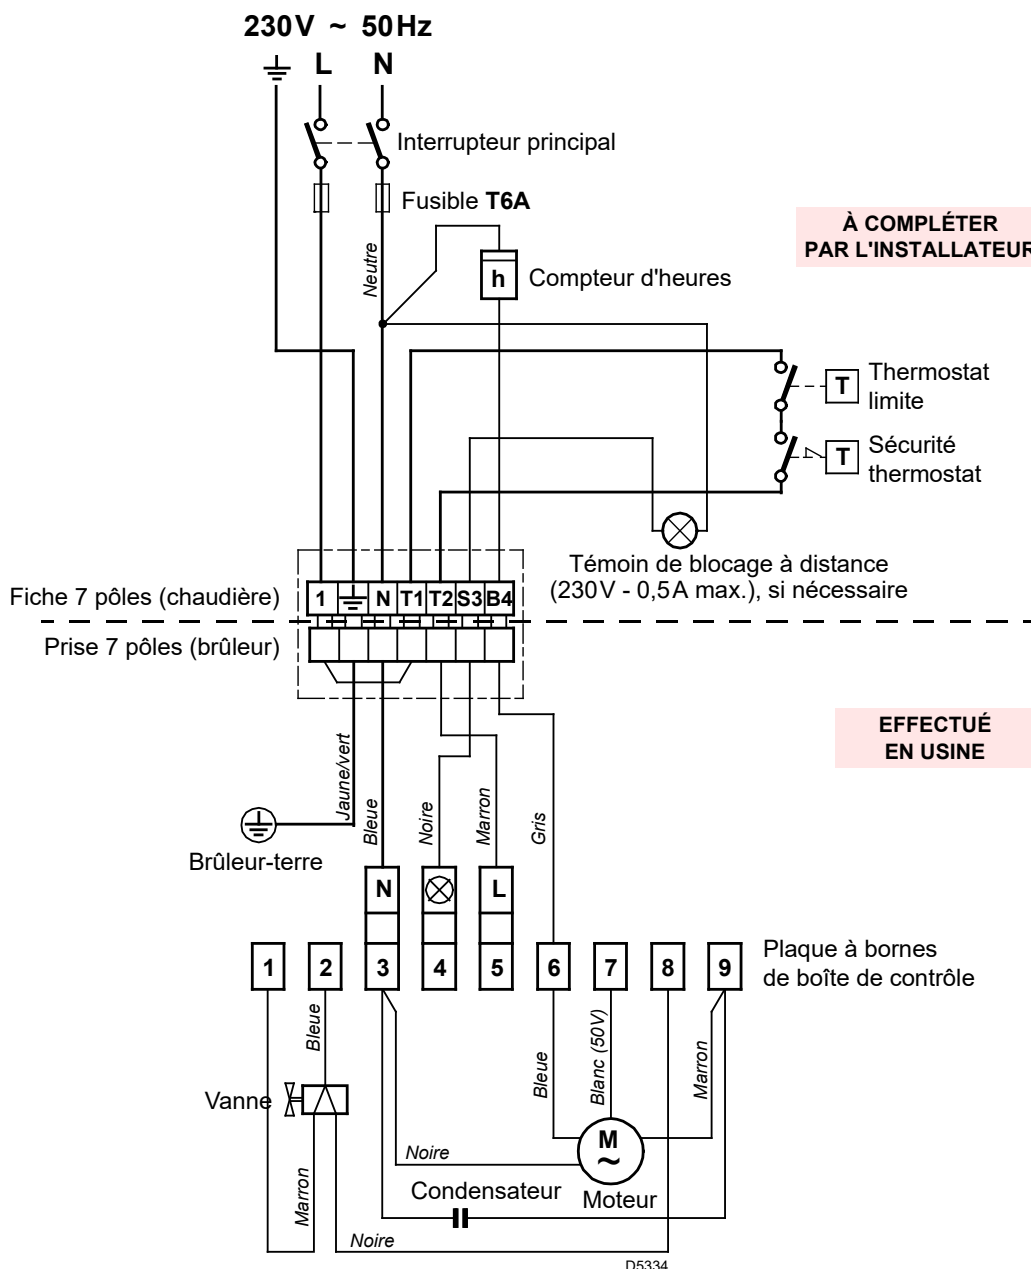 230V ~ 50Hz
L N
Interrupteur principal
Fusible T6A
À COMPLÉTER
PAR L'INSTALLATEUR
Neutre
h
Compteur d'heures
T
Thermostat
limite
T
Sécurité
thermostat
Témoin de blocage à distance
(230V - 0,5A max.), si nécessaire
Fiche 7 pôles (chaudière)
1 N T1 T2 S3 B4
Prise 7 pôles (brûleur)
EFFECTUÉ
EN USINE
Jaune/vert
Bleue
Noire
Marron
Gris
Brûleur-terre
N L
1 2 3 4 5 6 7 8 9
Plaque à bornes
de boîte de contrôle
Bleue
Bleue
Blanc (50V)
Marron
Vanne
M
~
Noire
Condensateur
Moteur
Marron
Noire
D5334